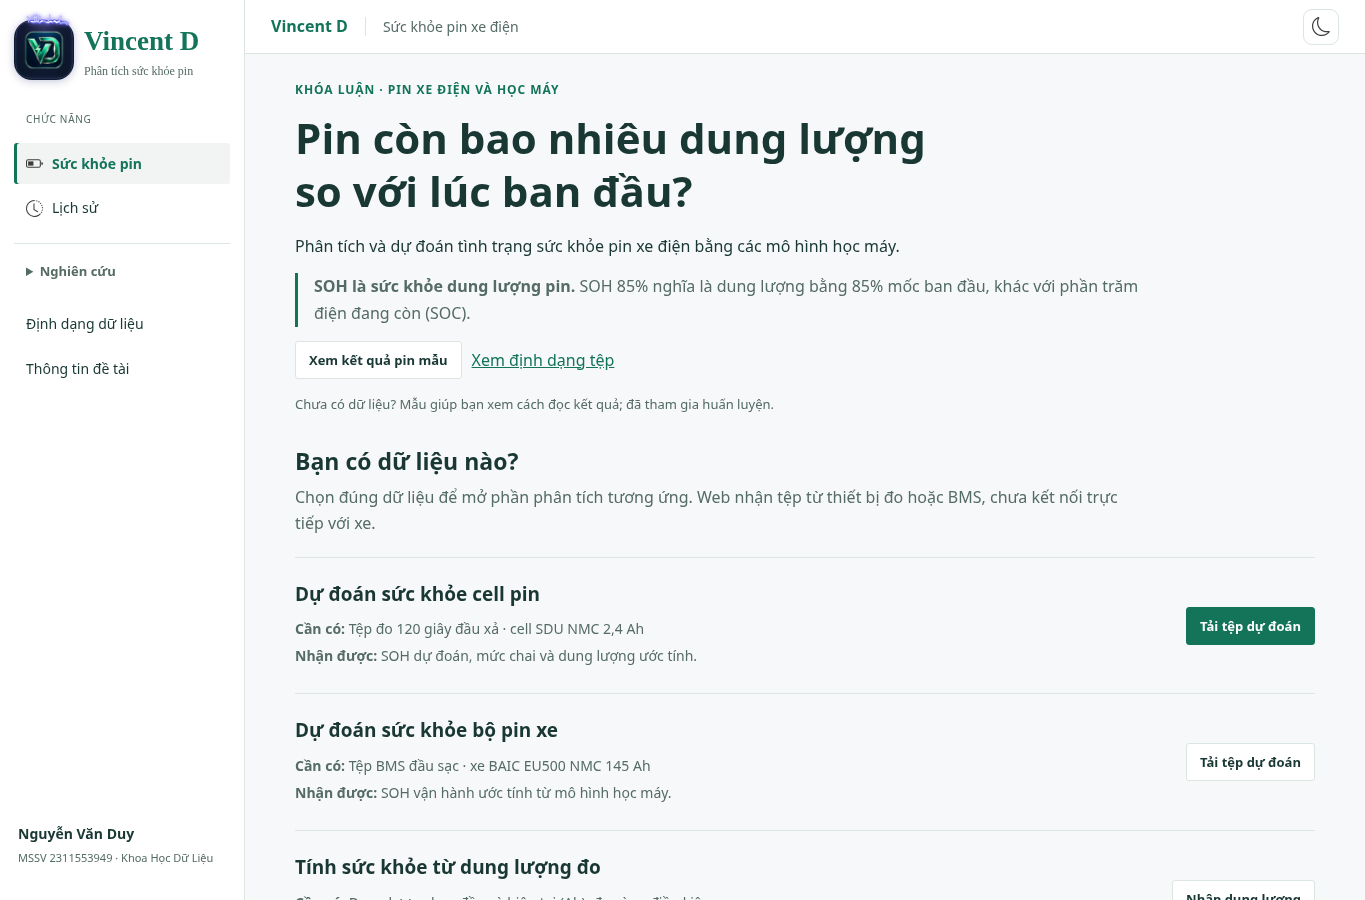 Vincent D
Phân tích sức khỏe pin
CHỨC NĂNG
Sức khỏe pin
Lịch sử
Nghiên cứu
Định dạng dữ liệu
Thông tin đề tài
Nguyễn Văn Duy
MSSV 2311553949 · Khoa Học Dữ Liệu
Vincent D
Sức khỏe pin xe điện
KHÓA LUẬN · PIN XE ĐIỆN VÀ HỌC MÁY
Pin còn bao nhiêu dung lượng
so với lúc ban đầu?
Phân tích và dự đoán tình trạng sức khỏe pin xe điện bằng các mô hình học máy.
SOH là sức khỏe dung lượng pin. SOH 85% nghĩa là dung lượng bằng 85% mốc ban đầu, khác với phần trăm
điện đang còn (SOC).
Xem kết quả pin mẫu
Xem định dạng tệp
Chưa có dữ liệu? Mẫu giúp bạn xem cách đọc kết quả; đã tham gia huấn luyện.
Bạn có dữ liệu nào?
Chọn đúng dữ liệu để mở phần phân tích tương ứng. Web nhận tệp từ thiết bị đo hoặc BMS, chưa kết nối trực
tiếp với xe.
Dự đoán sức khỏe cell pin
Cần có: Tệp đo 120 giây đầu xả · cell SDU NMC 2,4 Ah
Nhận được: SOH dự đoán, mức chai và dung lượng ước tính.
Tải tệp dự đoán
Dự đoán sức khỏe bộ pin xe
Cần có: Tệp BMS đầu sạc · xe BAIC EU500 NMC 145 Ah
Nhận được: SOH vận hành ước tính từ mô hình học máy.
Tải tệp dự đoán
Tính sức khỏe từ dung lượng đo
Nhập dung lượng